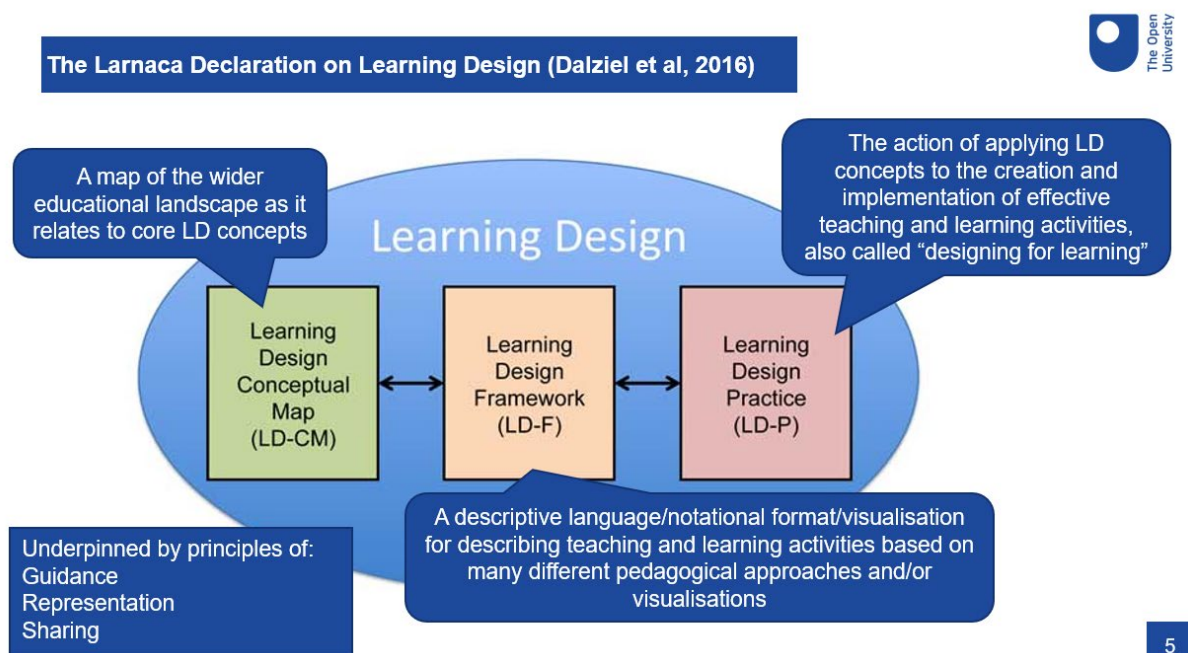 The Larnaca Declaration on Learning Design (Dalziel et al, 2016)
The Open
University
A map of the wider
educational landscape as it
relates to core LD concepts
The action of applying LD
concepts to the creation and
implementation of effective
teaching and learning activities,
also called “designing for learning”
Learning Design
Learning
Design
Conceptual
Map
(LD-CM)
Learning
Design
Framework
(LD-F)
Learning
Design
Practice
(LD-P)
A descriptive language/notational format/visualisation
for describing teaching and learning activities based on
many different pedagogical approaches and/or
visualisations
Underpinned by principles of:
Guidance
Representation
Sharing
5